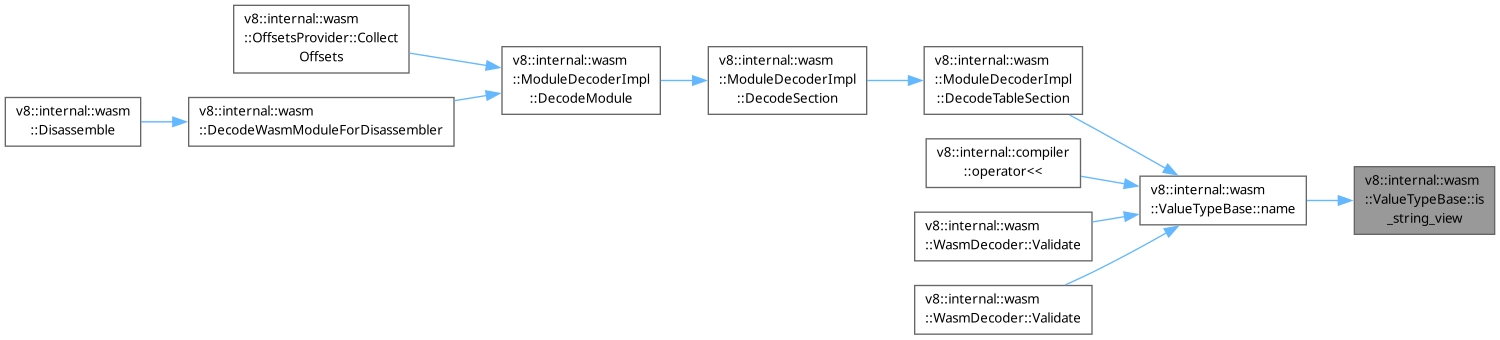 v8::internal::wasm
::OffsetsProvider::Collect
Offsets
v8::internal::wasm
::Disassemble
v8::internal::wasm
::DecodeWasmModuleForDisassembler
v8::internal::wasm
::ModuleDecoderImpl
::DecodeModule
v8::internal::wasm
::ModuleDecoderImpl
::DecodeSection
v8::internal::wasm
::ModuleDecoderImpl
::DecodeTableSection
v8::internal::compiler
::operator<<
v8::internal::wasm
::WasmDecoder::Validate
v8::internal::wasm
::WasmDecoder::Validate
v8::internal::wasm
::ValueTypeBase::name
v8::internal::wasm
::ValueTypeBase::is
_string_view